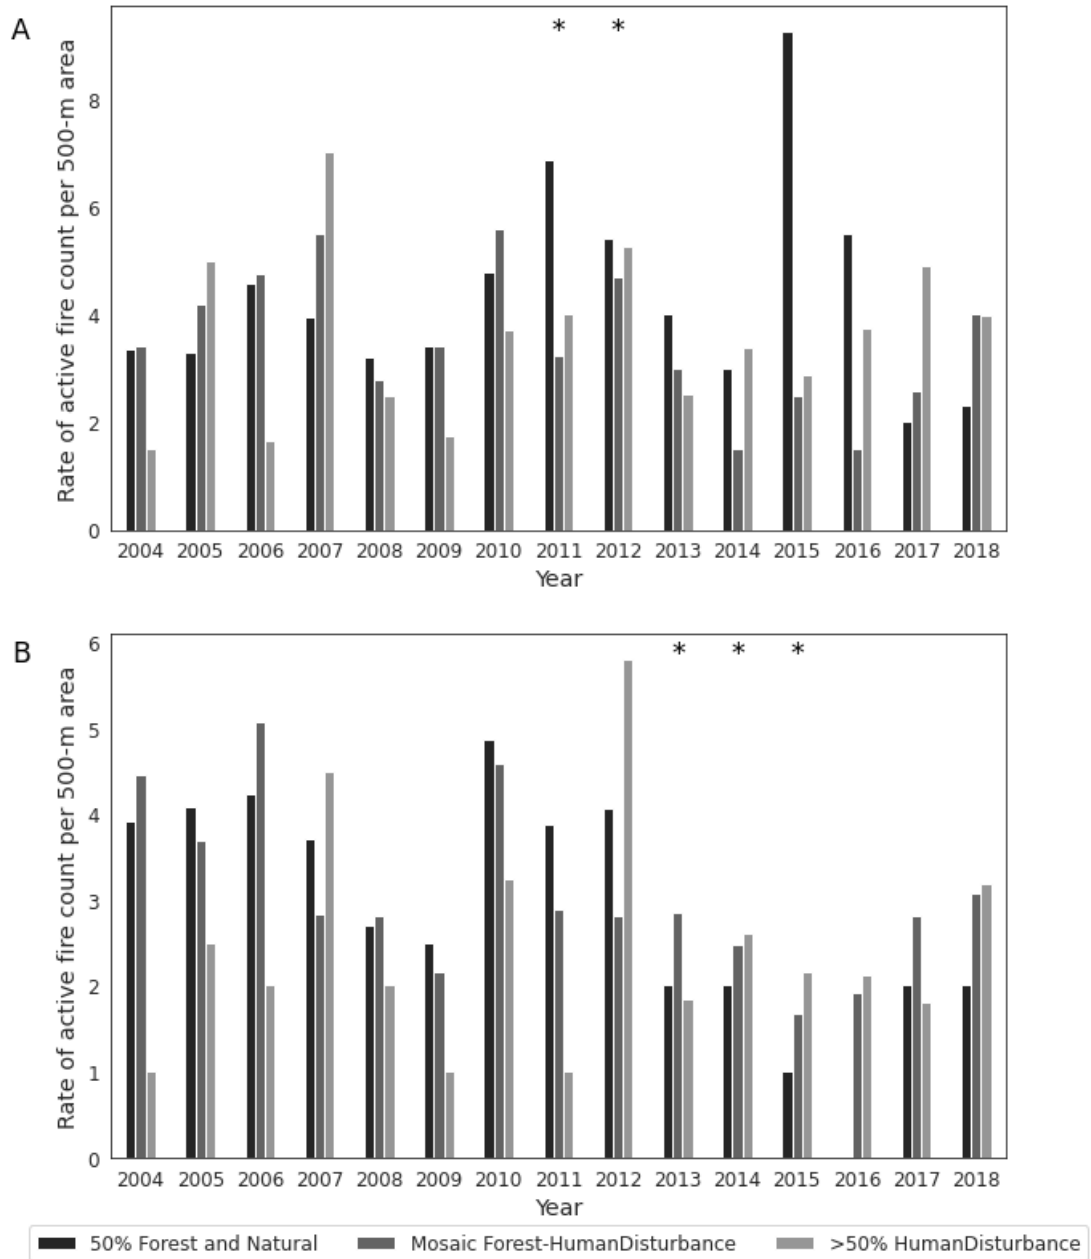 A
* *
Rate of active fire count per 500-m area
8
6
4
2
0
2004 2005 2006 2007 2008 2009 2010 2011 2012 2013 2014 2015 2016 2017 2018
Year
B
* * *
Rate of active fire count per 500-m area
6
5
4
3
2
1
0
2004 2005 2006 2007 2008 2009 2010 2011 2012 2013 2014 2015 2016 2017 2018
Year
50% Forest and Natural Mosaic Forest-HumanDisturbance >50% HumanDisturbance